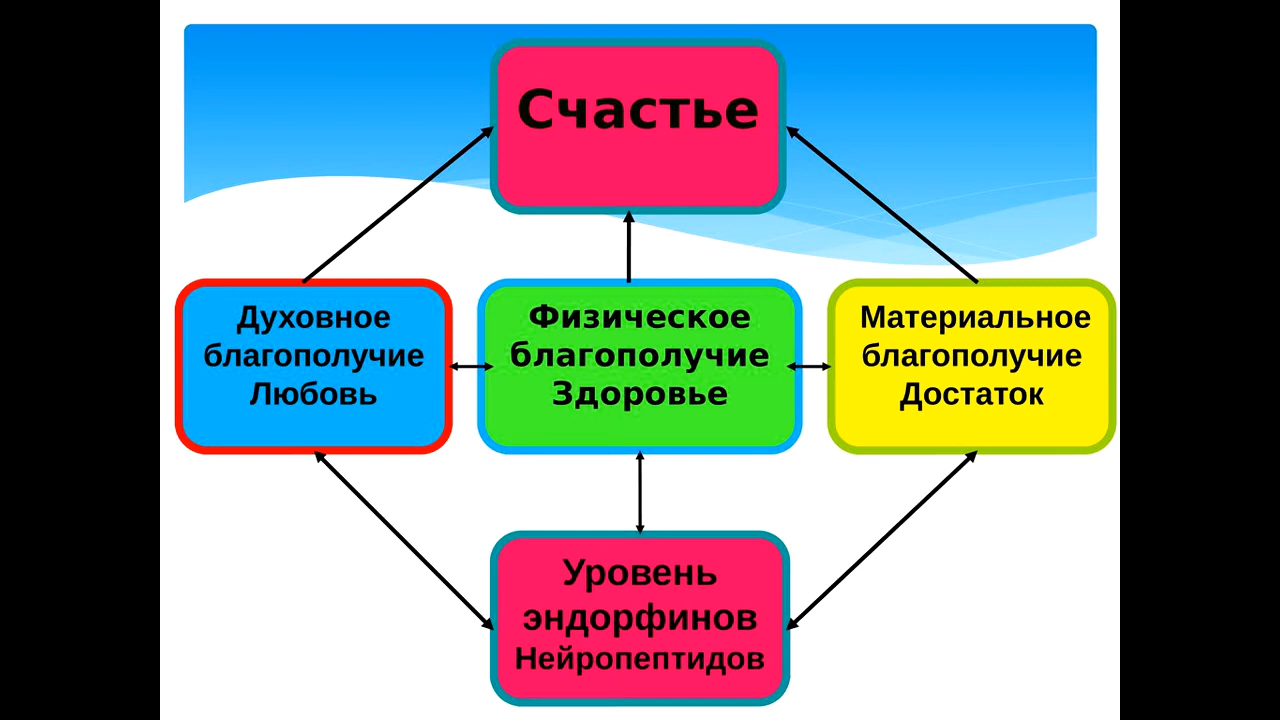 Счастье
Духовное
благополучие
Любовь
Физическое
благополучие
Здоровье
Материальное
благополучие
Достаток
Уровень
эндорфинов
Нейропептидов